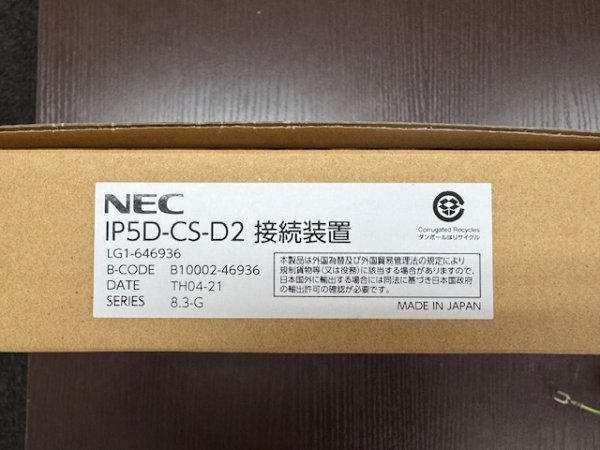 NEC
IP5D-CS-D2 接続装置
LG1-646936
B-CODE B10002-46936
DATE TH04-21
SERIES 8.3-G
Corrugated Recycles
ダンボールはリサイクル
本製品は外国為替及び外国貿易管理法の規定により
規制貨物等(又は役務)に該当する場合がありますので、
日本国外に輸出する場合には同法に基づき日本国政府
の輸出許可の確認が必要です。
MADE IN JAPAN